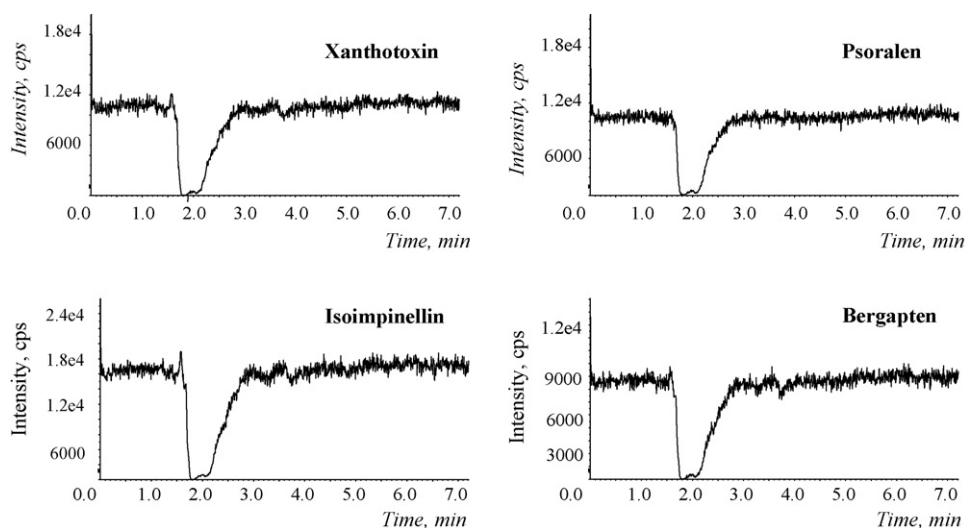 Xanthotoxin
Intensity, cps
1.8e4
1.2e4
6000
0.0 1.0 2.0 3.0 4.0 5.0 6.0 7.0
Time, min
Psoralen
Intensity, cps
1.8e4
1.2e4
6000
0.0 1.0 2.0 3.0 4.0 5.0 6.0 7.0
Time, min
Isoimpinellin
Intensity, cps
2.4e4
1.8e4
1.2e4
6000
0.0 1.0 2.0 3.0 4.0 5.0 6.0 7.0
Time, min
Bergapten
Intensity, cps
1.2e4
9000
6000
3000
0.0 1.0 2.0 3.0 4.0 5.0 6.0 7.0
Time, min